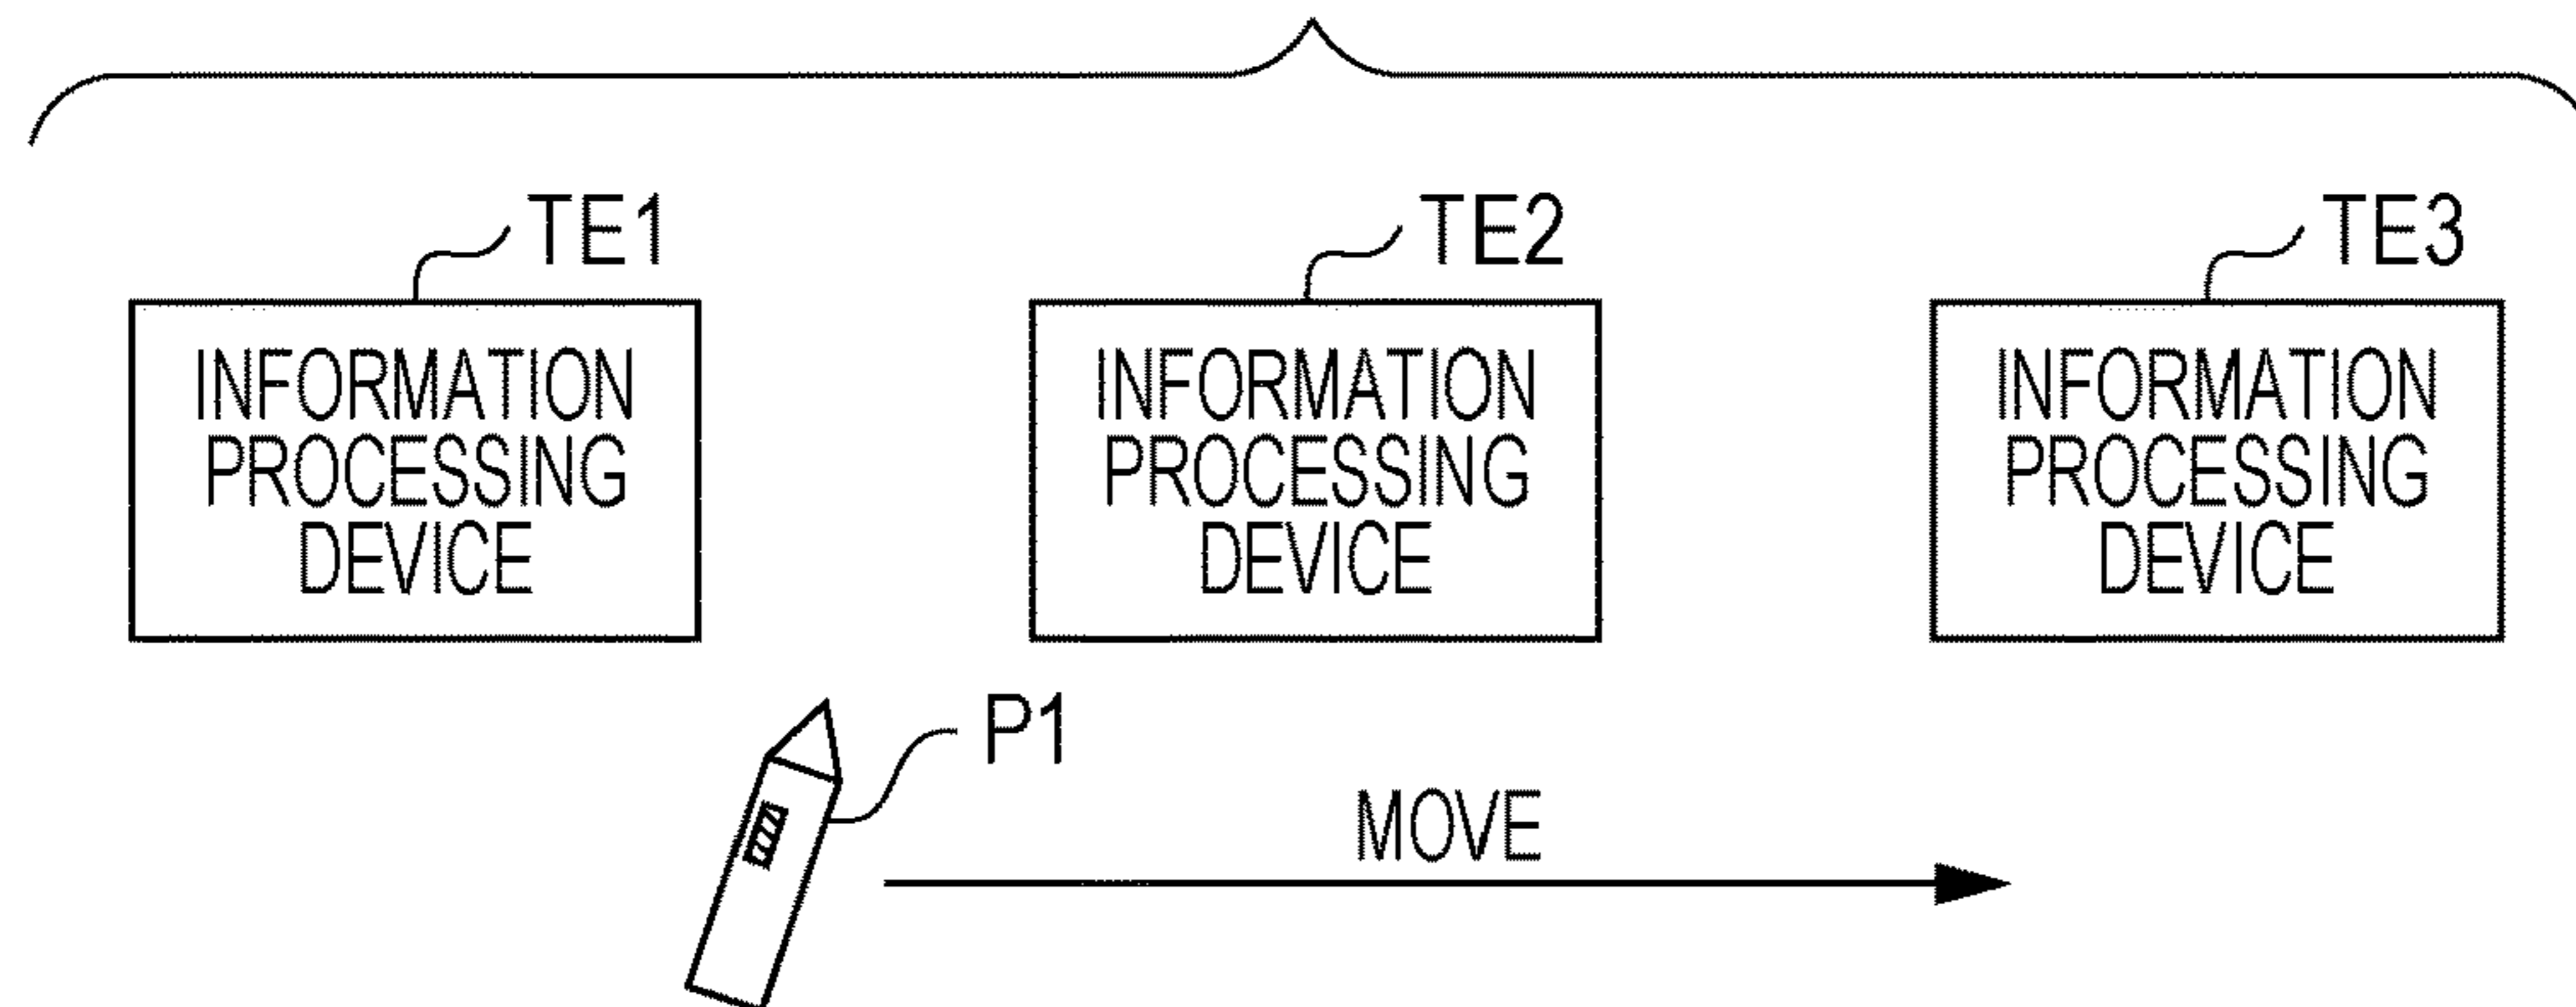 TE1
TE2
TE3
INFORMATION
PROCESSING
DEVICE
INFORMATION
PROCESSING
DEVICE
INFORMATION
PROCESSING
DEVICE
P1
MOVE